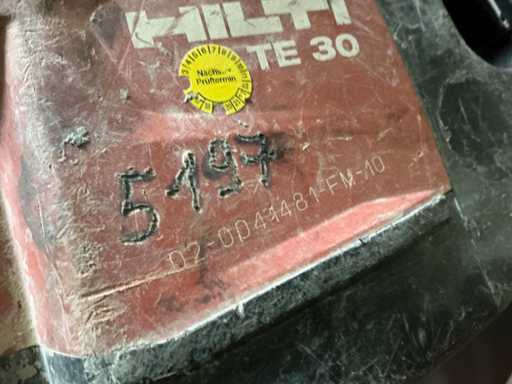 HILTI
TE 30
Nächster
Prüftermin
5197
02-0041481-FM-10